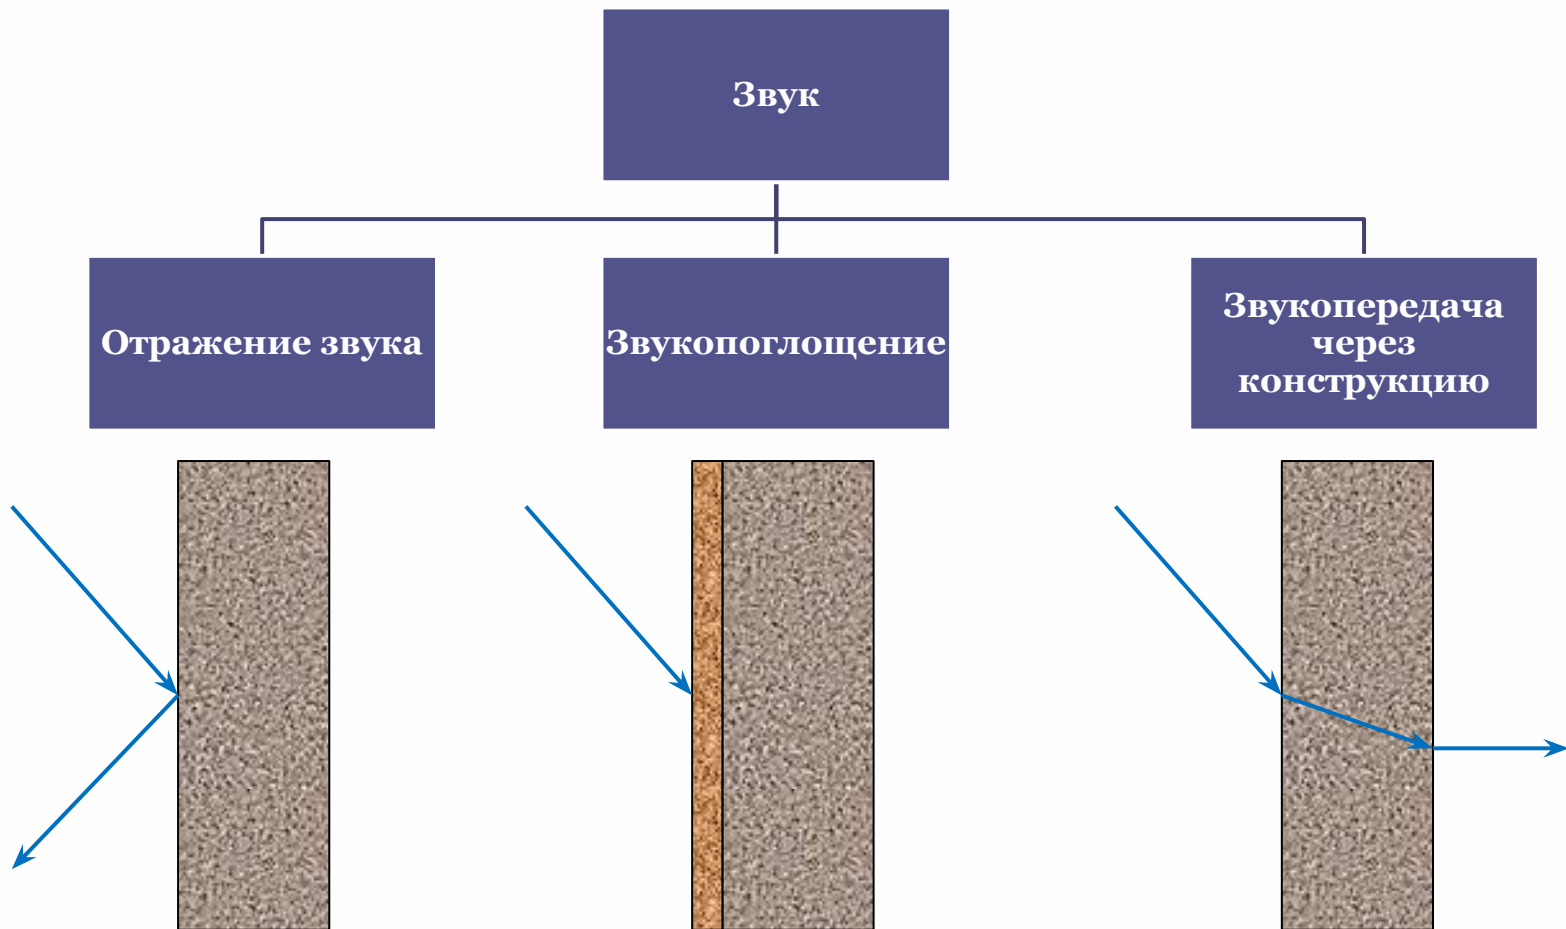 Звук
Отражение звука
Звукопоглощение
Звукопередача
через
конструкцию